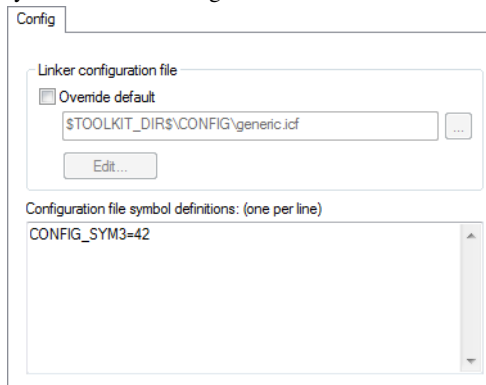 Config
Linker configuration file
Override default
$TOOLKIT_DIR$\CONFIG\generic.icf
...
Edit...
Configuration file symbol definitions: (one per line)
CONFIG_SYM3=42